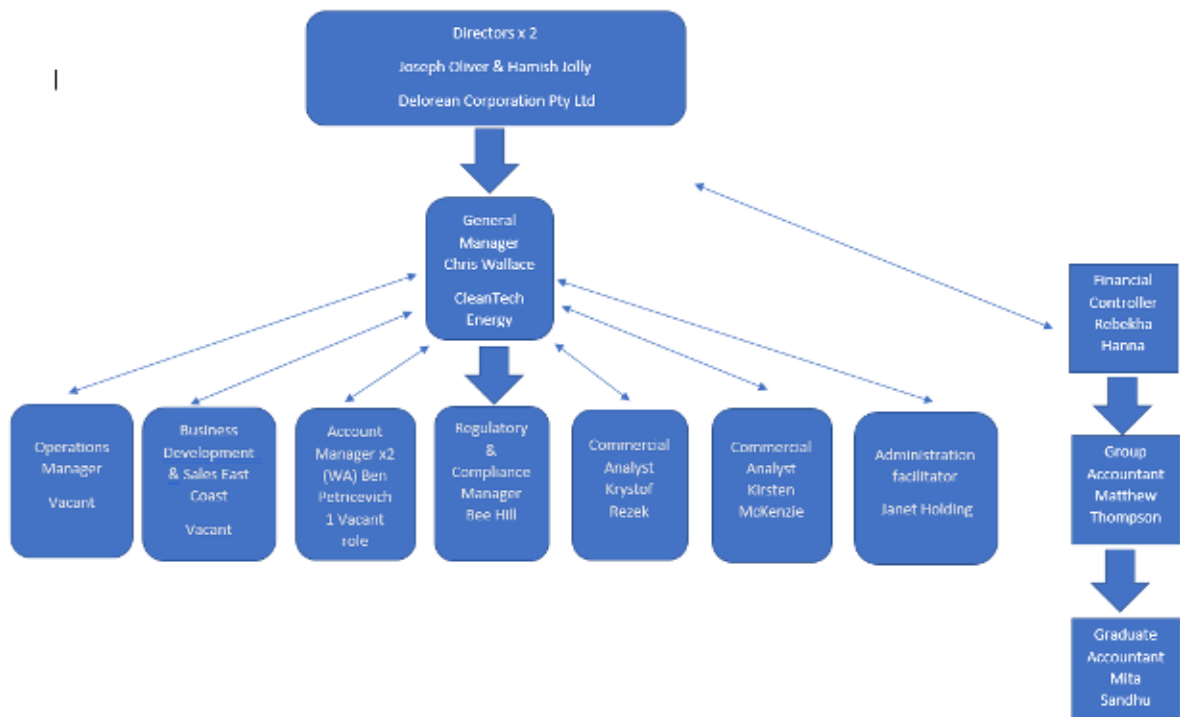 Directors x 2
Joseph Oliver & Hamish Jolly
Delorean Corporation Pty Ltd
General
Manager
Chris Wallace
CleanTech
Energy
Financial
Controller
Rebekha
Hanna
Operations
Manager
Vacant
Business
Development
& Sales East
Coast
Vacant
Account
Manager x2
(WA) Ben
Petricevich
1 Vacant
role
Regulatory
&
Compliance
Manager
Bee Hill
Commercial
Analyst
Krystof
Rezek
Commercial
Analyst
Kirsten
McKenzie
Administration
facilitator
Janet Holding
Group
Accountant
Matthew
Thompson
Graduate
Accountant
Mita
Sandhu